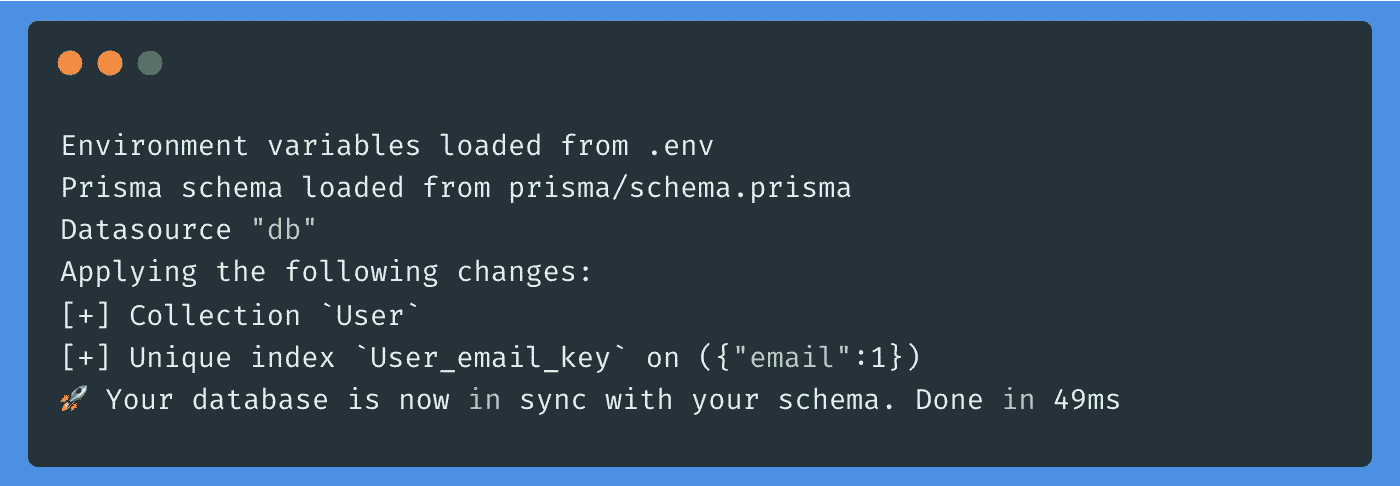 Environment variables loaded from .env
Prisma schema loaded from prisma/schema.prisma
Datasource "db"
Applying the following changes:
[+] Collection `User`
[+] Unique index `User_email_key` on ({"email":1})
🚀 Your database is now in sync with your schema. Done in 49ms